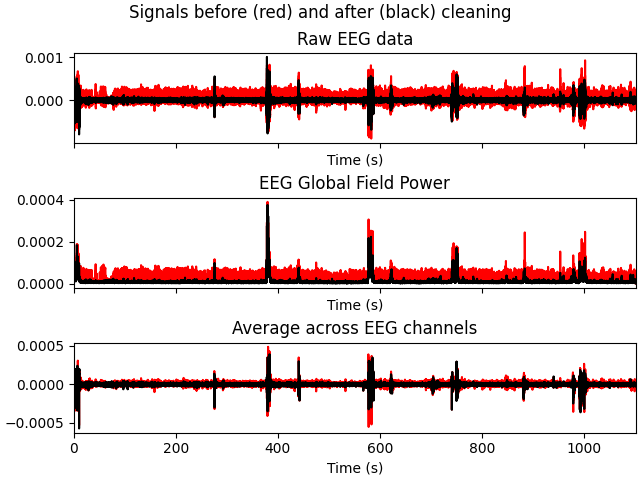 Signals before (red) and after (black) cleaning
Raw EEG data
0.001
0.000
Time (s)
EEG Global Field Power
0.0004
0.0002
0.0000
Time (s)
Average across EEG channels
0.0005
0.0000
−0.0005
0 200 400 600 800 1000
Time (s)